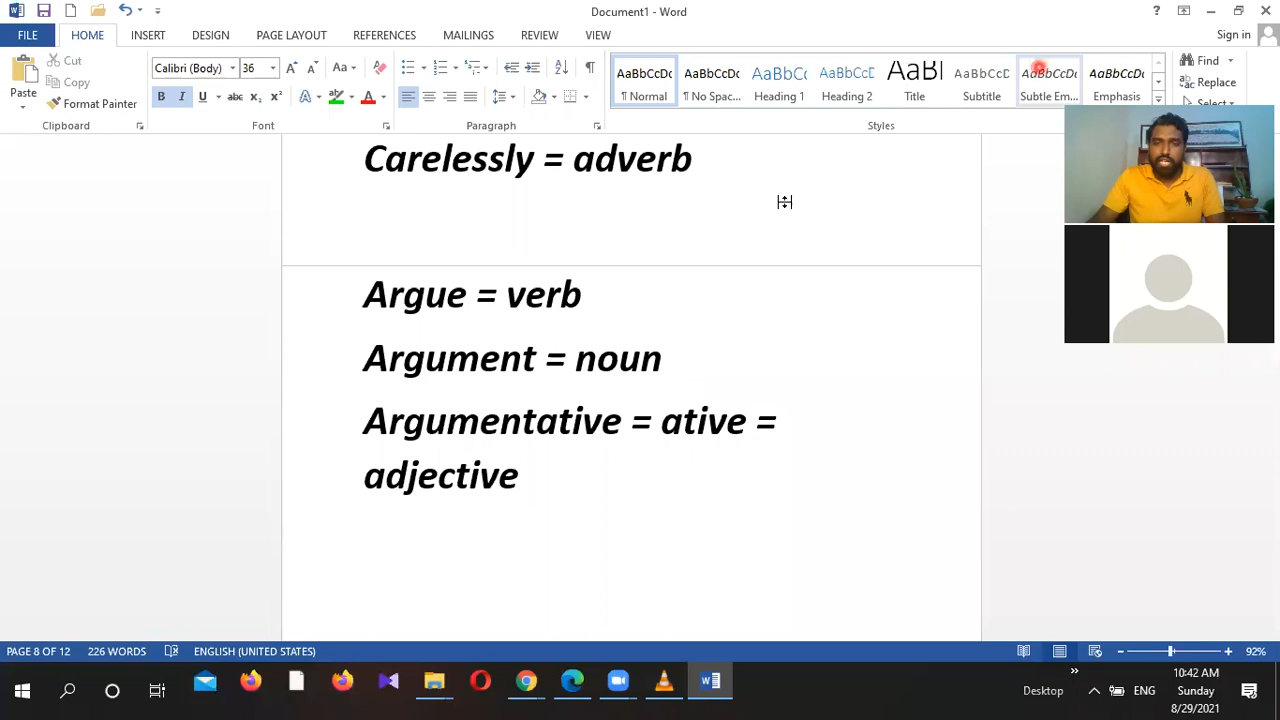 Document1 - Word
Sign in
FILE HOME INSERT DESIGN PAGE LAYOUT REFERENCES MAILINGS REVIEW VIEW
Paste
Cut
Copy
Format Painter
Clipboard
Calibri (Body) 36
Font
Paragraph
AaBbCcDc AaBbCcDc AaBbCc AaBbCcD AaBl AaBbCcD AaBbCcDc AaBbCcDc
¶ Normal ¶ No Spac... Heading 1 Heading 2 Title Subtitle Subtle Em... Emphasis
Styles
Find
Replace
Select
Carelessly = adverb
Argue = verb
Argument = noun
Argumentative = ative =
adjective
PAGE 8 OF 12 226 WORDS ENGLISH (UNITED STATES) 92%
Desktop
ENG
10:42 AM
Sunday
8/29/2021